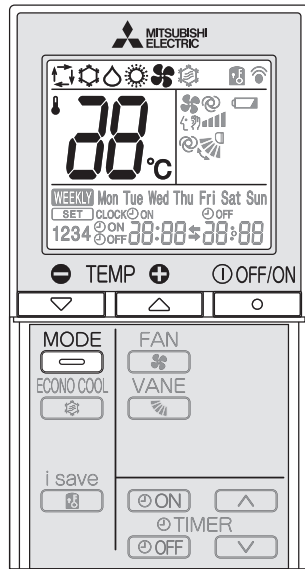 MITSUBISHI
ELECTRIC
28°C
WEEKLY Mon Tue Wed Thu Fri Sat Sun
SET CLOCK ON OFF
1234 ON OFF 88:88 88:88
TEMP OFF/ON
MODE FAN
ECONO COOL VANE
i save
ON
TIMER
OFF